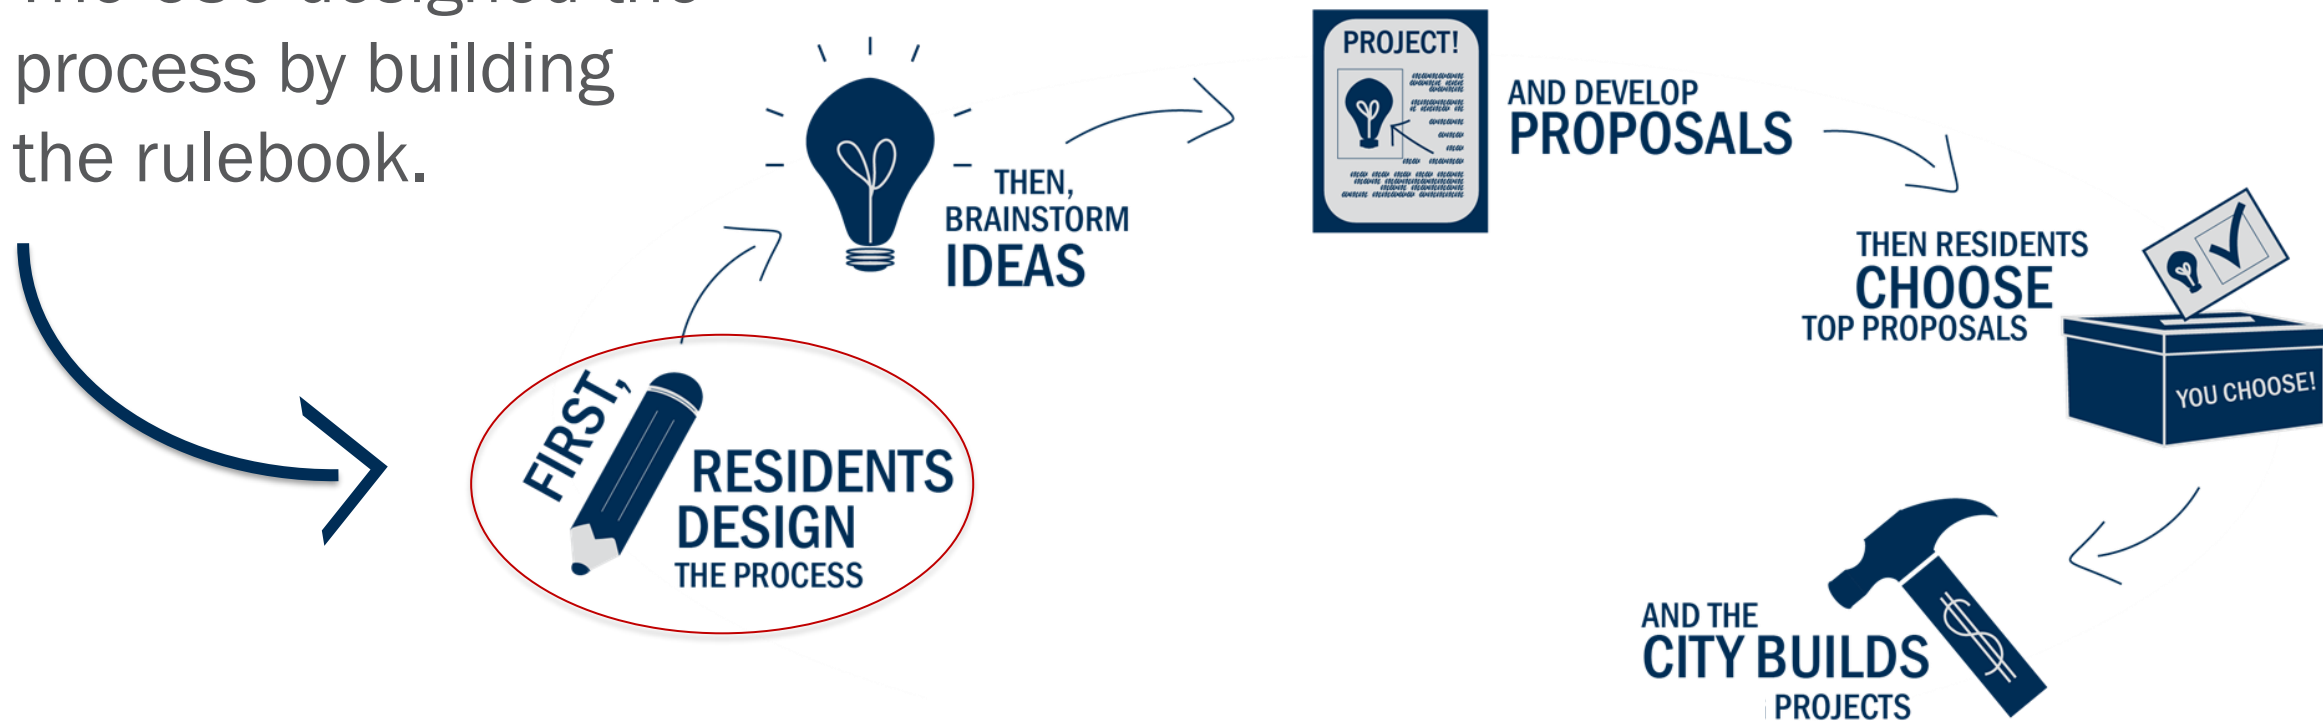 process by building
the rulebook.
FIRST,
RESIDENTS
DESIGN
THE PROCESS
THEN,
BRAINSTORM
IDEAS
PROJECT!
AND DEVELOP
PROPOSALS
THEN RESIDENTS
CHOOSE
TOP PROPOSALS
YOU CHOOSE!
AND THE
CITY BUILDS
PROJECTS